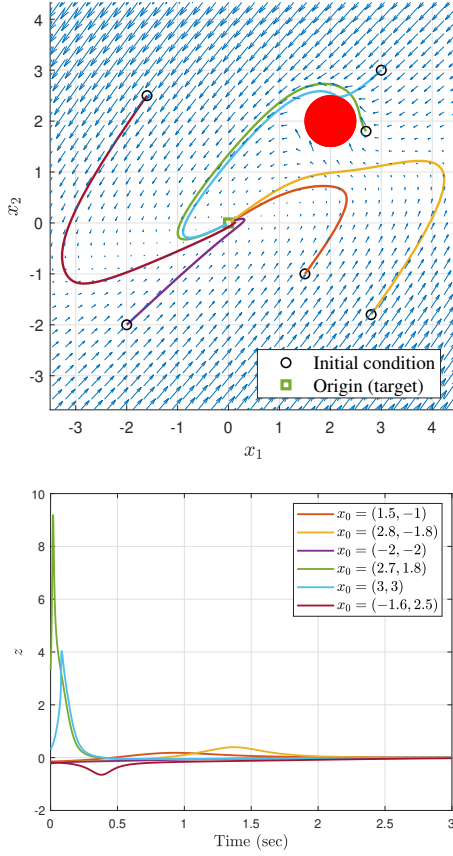 4
3
2
1
0
-1
-2
-3
x₂
-3 -2 -1 0 1 2 3 4
x₁
Initial condition
Origin (target)
10
8
6
4
2
0
-2
z
0 0.5 1 1.5 2 2.5 3
Time (sec)
x₀ = (1.5, −1)
x₀ = (2.8, −1.8)
x₀ = (−2, −2)
x₀ = (2.7, 1.8)
x₀ = (3, 3)
x₀ = (−1.6, 2.5)